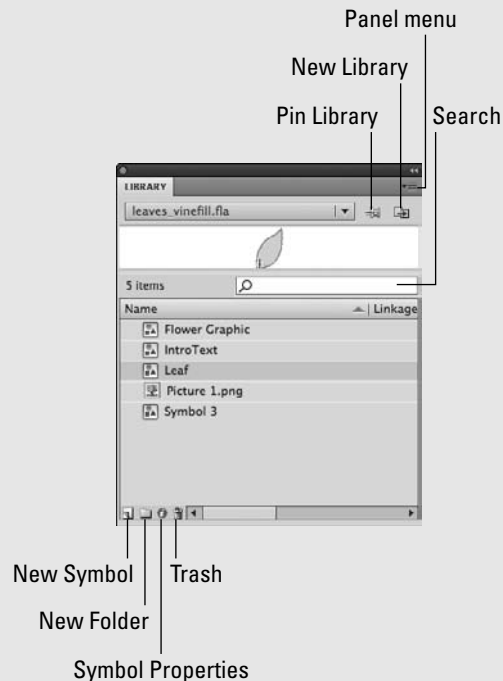 Panel menu
New Library
Pin Library
Search
LIBRARY
leaves_vinefill.fla
5 items
Name
Linkage
Flower Graphic
IntroText
Leaf
Picture 1.png
Symbol 3
New Symbol
Trash
New Folder
Symbol Properties